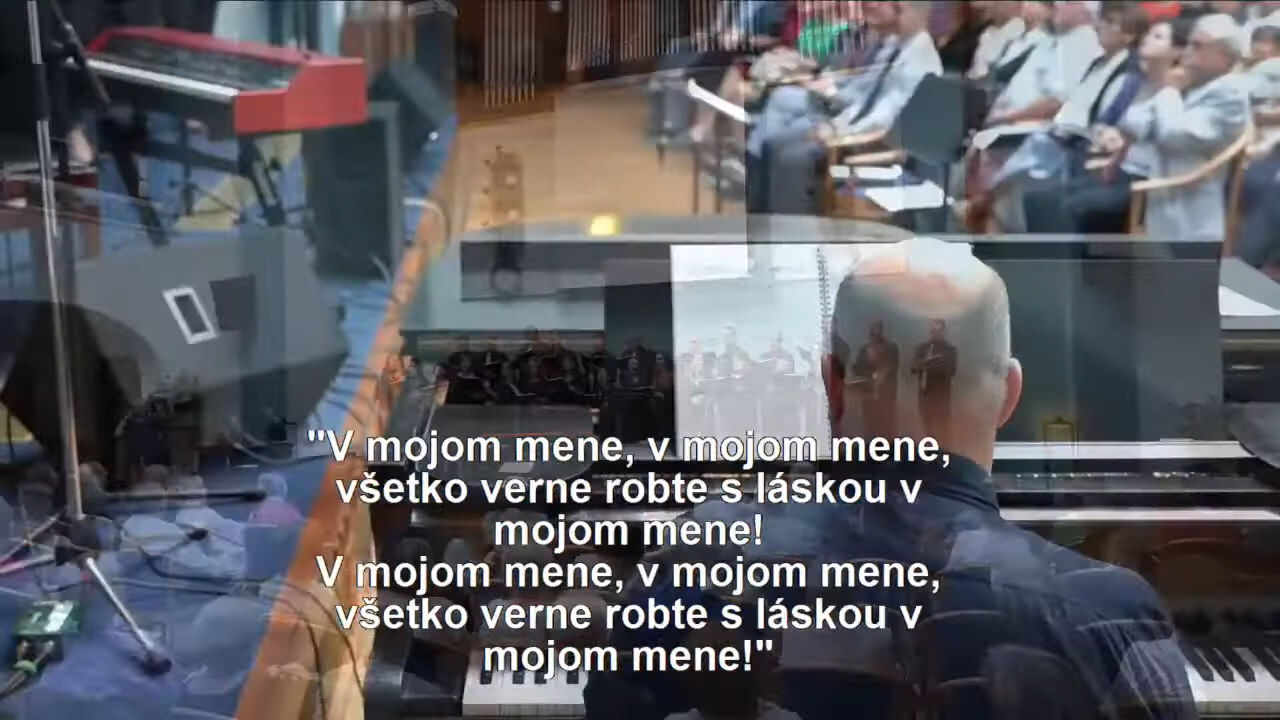 "V mojom mene, v mojom mene,
všetko verne robte s láskou v
mojom mene!
V mojom mene, v mojom mene,
všetko verne robte s láskou v
mojom mene!"